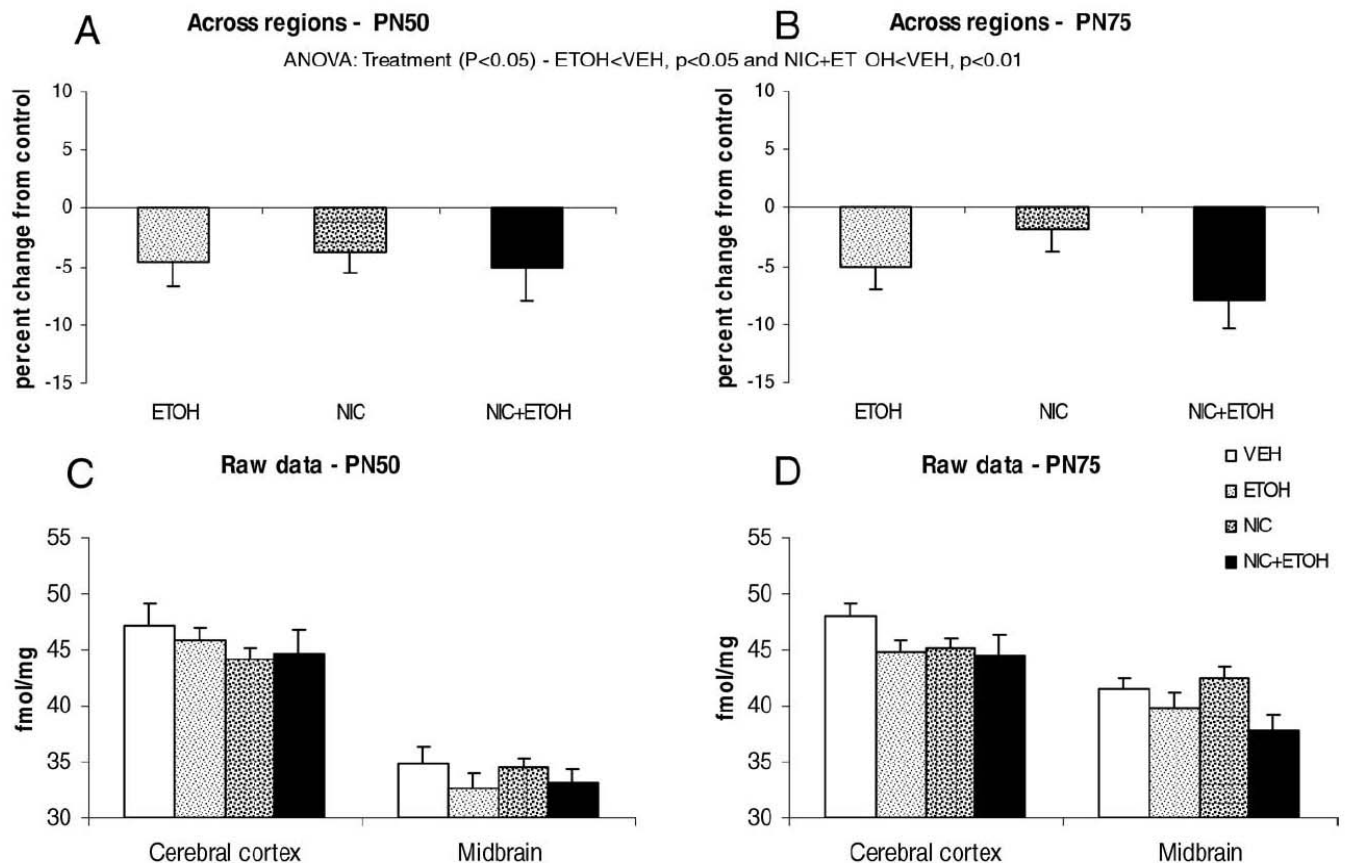 A
Across regions - PN50
B
Across regions - PN75
ANOVA: Treatment (P<0.05) - ETOH<VEH, p<0.05 and NIC+ET OH<VEH, p<0.01
percent change from control
10
5
0
-5
-10
-15
ETOH NIC NIC+ETOH
percent change from control
10
5
0
-5
-10
-15
ETOH NIC NIC+ETOH
C
Raw data - PN50
fmol/mg
55
50
45
40
35
30
Cerebral cortex Midbrain
D
Raw data - PN75
VEH
ETOH
NIC
NIC+ETOH
fmol/mg
55
50
45
40
35
30
Cerebral cortex Midbrain